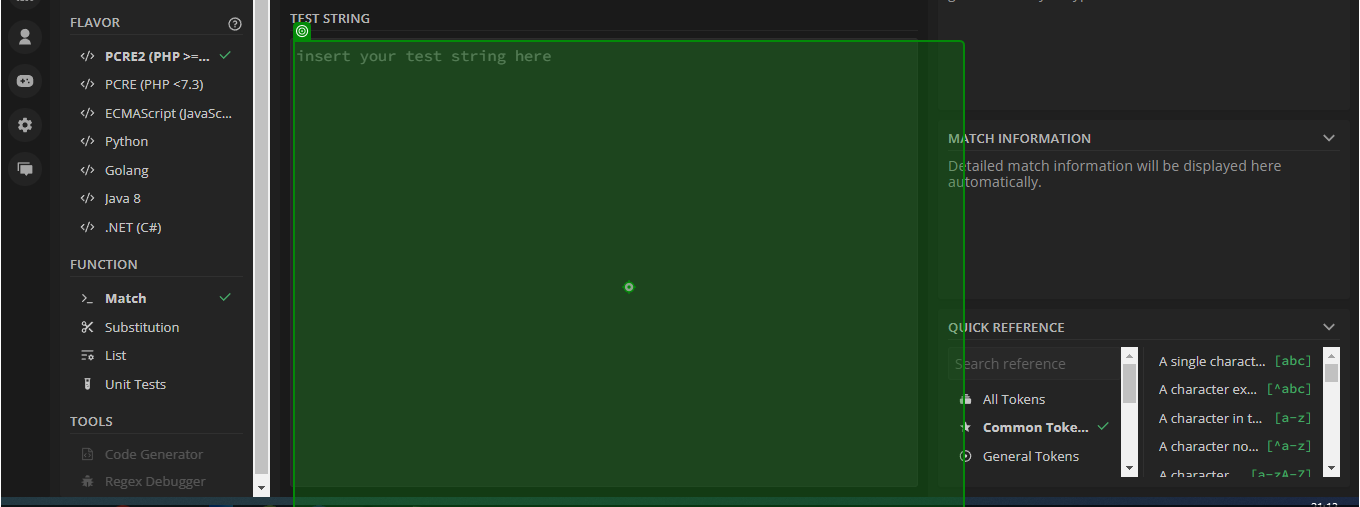 FLAVOR
PCRE2 (PHP >=...
PCRE (PHP <7.3)
ECMAScript (JavaSc...
Python
Golang
Java 8
.NET (C#)
FUNCTION
Match
Substitution
List
Unit Tests
TOOLS
Code Generator
Regex Debugger
TEST STRING
insert your test string here
MATCH INFORMATION
Detailed match information will be displayed here
automatically.
QUICK REFERENCE
Search reference
All Tokens
Common Toke...
General Tokens
A single charact... [abc]
A character ex... [^abc]
A character in t... [a-z]
A character no... [^a-z]
A character ... [a-zA-Z]